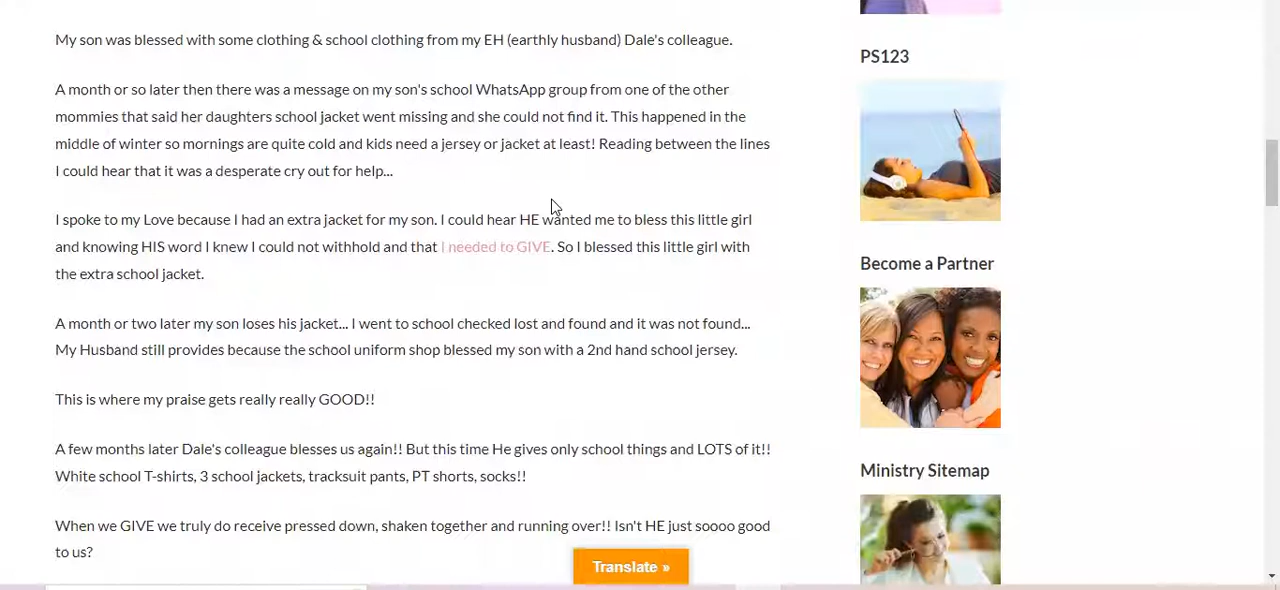 My son was blessed with some clothing & school clothing from my EH (earthly husband) Dale's colleague.
A month or so later then there was a message on my son's school WhatsApp group from one of the other
mommies that said her daughters school jacket went missing and she could not find it. This happened in the
middle of winter so mornings are quite cold and kids need a jersey or jacket at least! Reading between the lines
I could hear that it was a desperate cry out for help...
I spoke to my Love because I had an extra jacket for my son. I could hear HE wanted me to bless this little girl
and knowing HIS word I knew I could not withhold and that I needed to GIVE. So I blessed this little girl with
the extra school jacket.
A month or two later my son loses his jacket... I went to school checked lost and found and it was not found...
My Husband still provides because the school uniform shop blessed my son with a 2nd hand school jersey.
This is where my praise gets really really GOOD!!
A few months later Dale's colleague blesses us again!! But this time He gives only school things and LOTS of it!!
White school T-shirts, 3 school jackets, tracksuit pants, PT shorts, socks!!
When we GIVE we truly do receive pressed down, shaken together and running over!! Isn't HE just soooo good
to us?
Translate »
PS123
Become a Partner
Ministry Sitemap